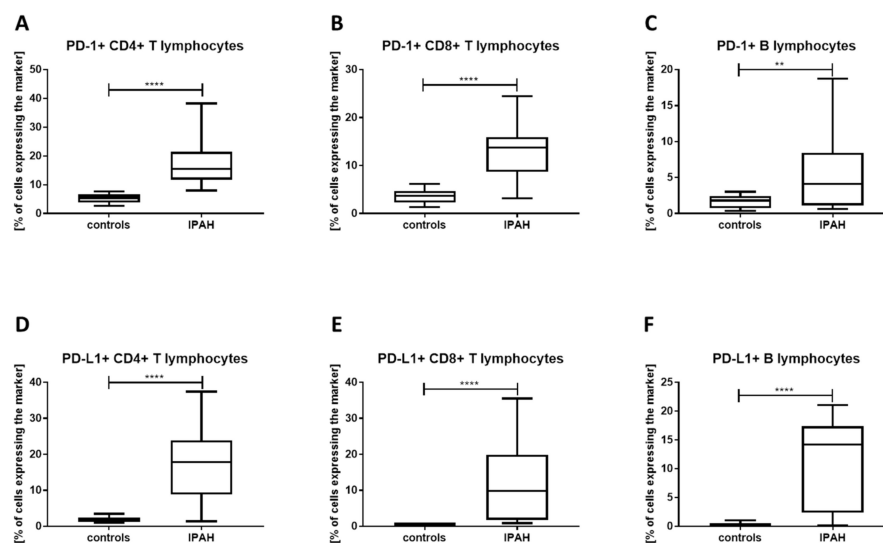 A
PD-1+ CD4+ T lymphocytes
[% of cells expressing the marker]
50
40
30
20
10
0
****
controls
IPAH
B
PD-1+ CD8+ T lymphocytes
[% of cells expressing the marker]
30
20
10
0
****
controls
IPAH
C
PD-1+ B lymphocytes
[% of cells expressing the marker]
20
15
10
5
0
**
controls
IPAH
D
PD-L1+ CD4+ T lymphocytes
[% of cells expressing the marker]
40
30
20
10
0
****
controls
IPAH
E
PD-L1+ CD8+ T lymphocytes
[% of cells expressing the marker]
40
30
20
10
0
****
controls
IPAH
F
PD-L1+ B lymphocytes
[% of cells expressing the marker]
25
20
15
10
5
0
****
controls
IPAH